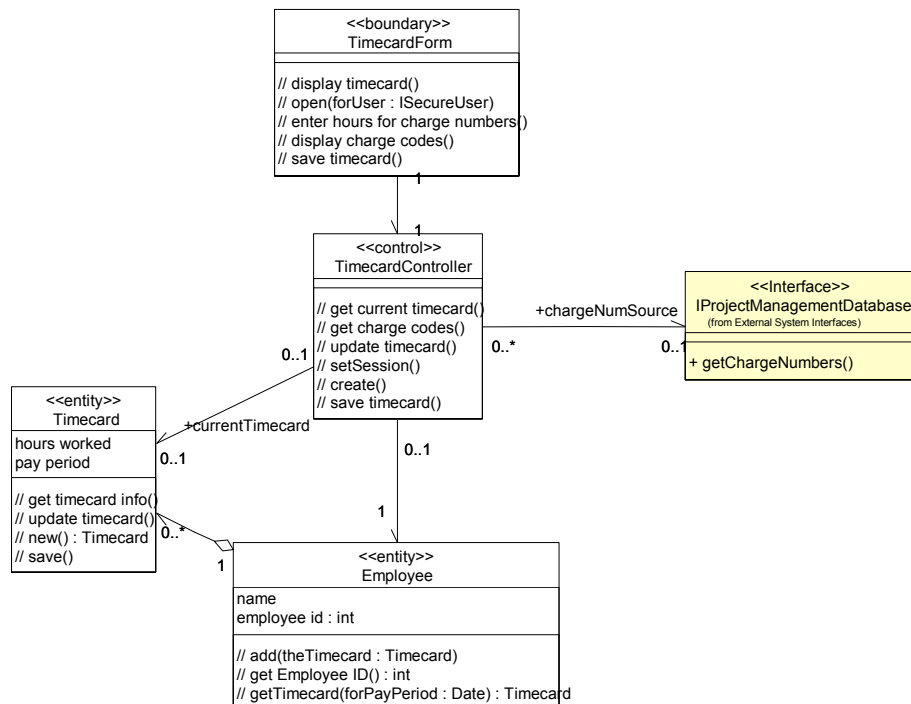 <<boundary>>
TimecardForm
// display timecard()
// open(forUser : ISecureUser)
// enter hours for charge numbers()
// display charge codes()
// save timecard()
1
1
<<control>>
TimecardController
// get current timecard()
// get charge codes()
// update timecard()
// setSession()
// create()
// save timecard()
+chargeNumSource
0..*
0..1
<<Interface>>
IProjectManagementDatabase
(from External System Interfaces)
+ getChargeNumbers()
0..1
+currentTimecard
0..1
0..1
1
<<entity>>
Timecard
hours worked
pay period
// get timecard info()
// update timecard()
// new() : Timecard
// save()
0..*
1
<<entity>>
Employee
name
employee id : int
// add(theTimecard : Timecard)
// get Employee ID() : int
// getTimecard(forPayPeriod : Date) : Timecard